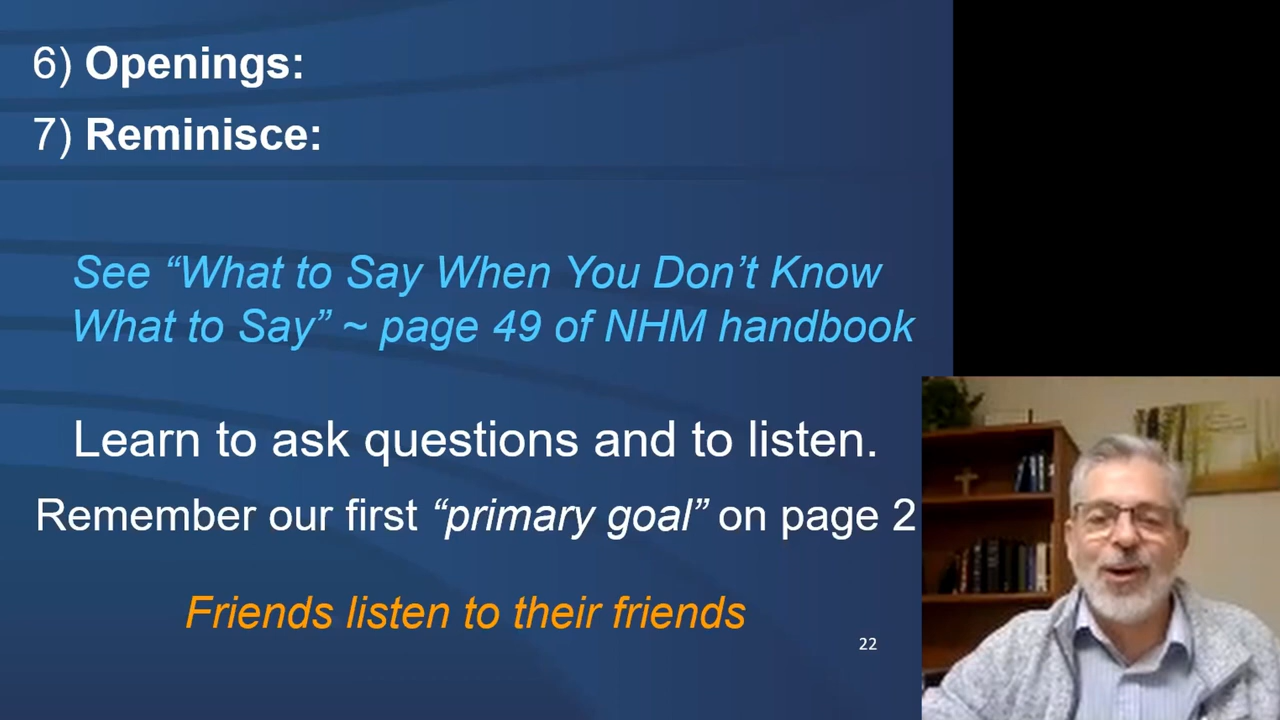 6) Openings:
7) Reminisce:
See “What to Say When You Don’t Know
What to Say” ~ page 49 of NHM handbook
Learn to ask questions and to listen.
Remember our first “primary goal” on page 2
Friends listen to their friends
22